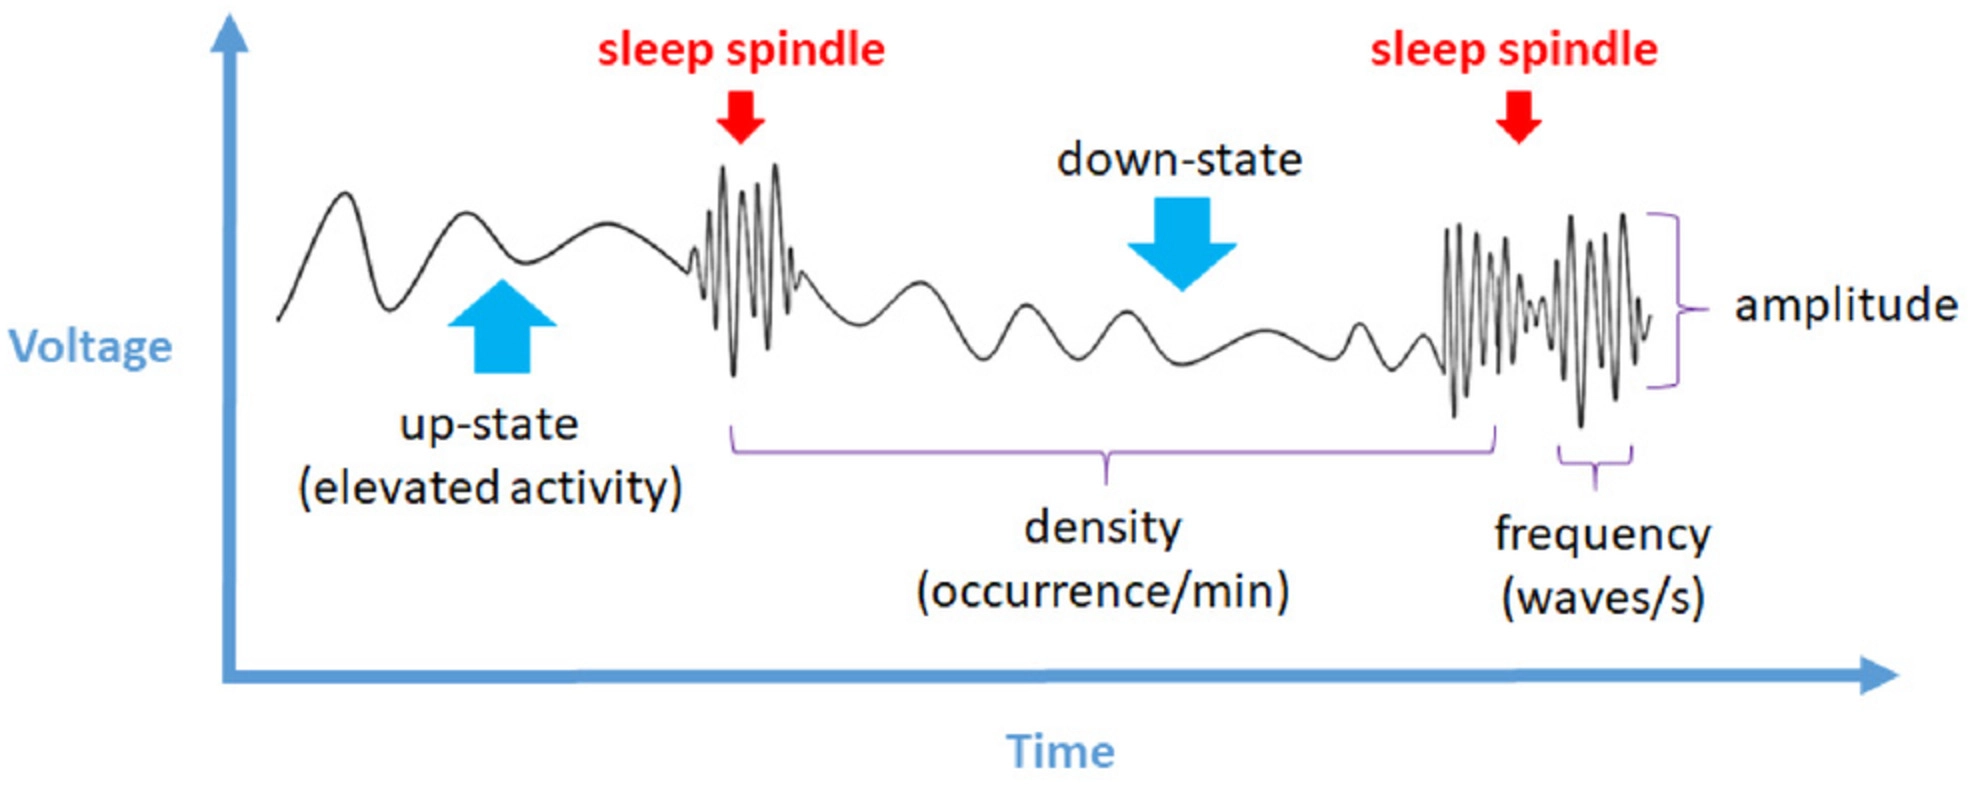 sleep spindle
sleep spindle
down-state
amplitude
Voltage
up-state
(elevated activity)
density
(occurrence/min)
frequency
(waves/s)
Time